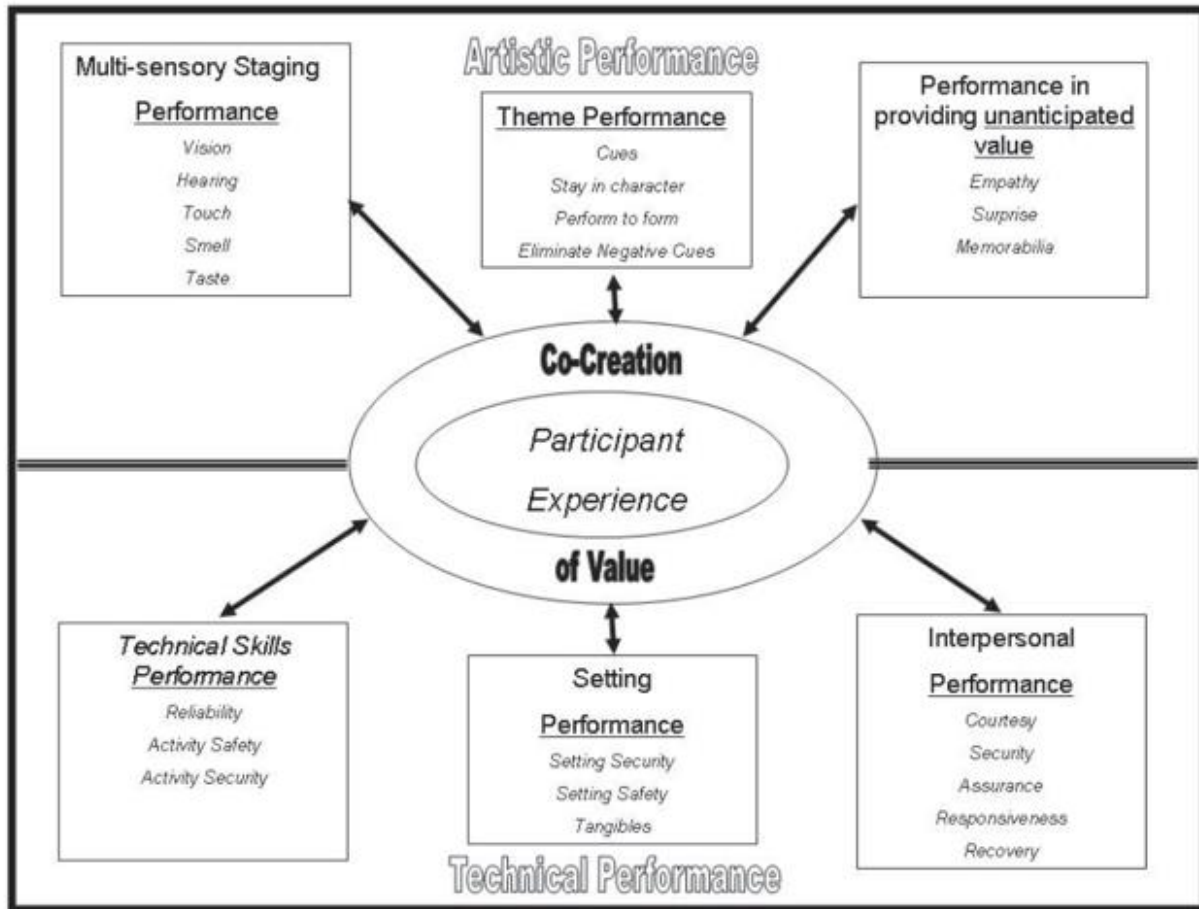 Artistic Performance
Multi-sensory Staging
Performance
Vision
Hearing
Touch
Smell
Taste
Theme Performance
Cues
Stay in character
Perform to form
Eliminate Negative Cues
Performance in
providing unanticipated
value
Empathy
Surprise
Memorabilia
Co-Creation
Participant
Experience
of Value
Technical Skills
Performance
Reliability
Activity Safety
Activity Security
Setting
Performance
Setting Security
Setting Safety
Tangibles
Interpersonal
Performance
Courtesy
Security
Assurance
Responsiveness
Recovery
Technical Performance